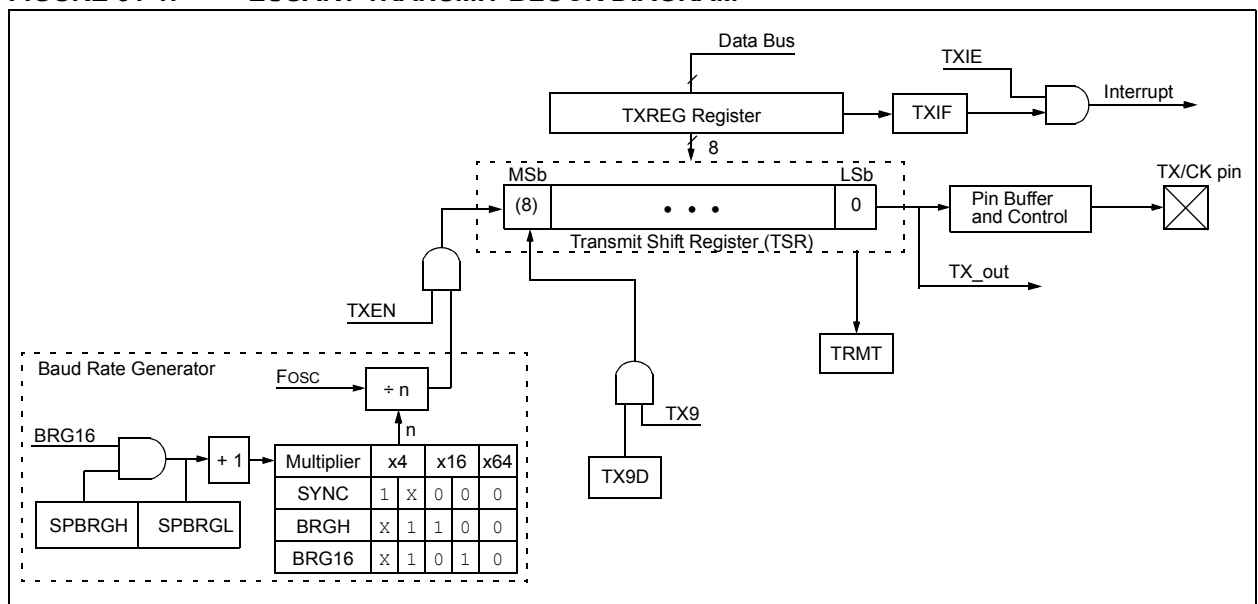 Data Bus
TXIE
Interrupt
TXREG Register
TXIF
8
MSb
LSb
TX/CK pin
(8)
• • •
0
Pin Buffer
and Control
Transmit Shift Register (TSR)
TX_out
TXEN
TRMT
Baud Rate Generator
FOSC
÷ n
n
TX9
BRG16
+ 1
Multiplier x4 x16 x64
TX9D
SYNC 1 X 0 0 0
SPBRGH SPBRGL
BRGH X 1 1 0 0
BRG16 X 1 0 1 0